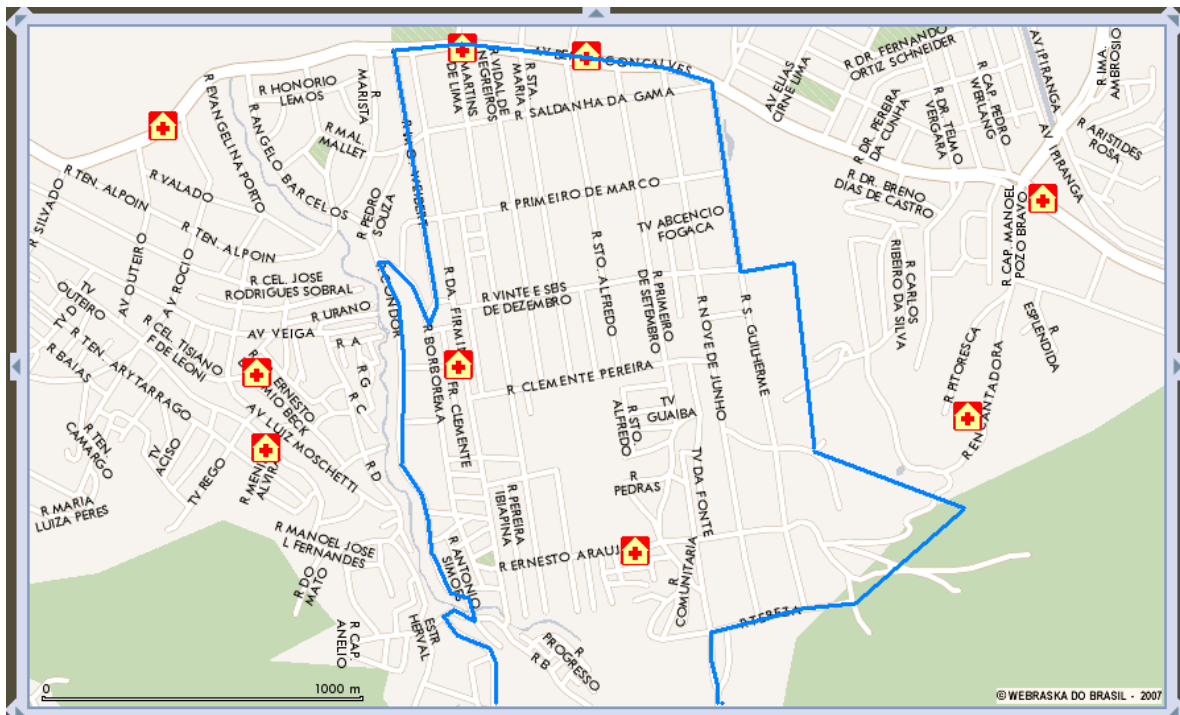 AV BE
GONCALVES
R DR. FERNANDO
ORTIZ SCHNEIDER
AV IPIRANGA
R IMA.
AMBROSIO
R HONORIO
LEMOS
R
MARISTA
R MARTINS
DE LIMA
R VIDAL DE
NEGREIROS
R STA
MARIA
R SALDANHA DA GAMA
AV ELIAS
CIRNE LIMA
R CAP. PEDRO
WERLANG
R DR. TELMO
VERGARA
R DR. PEREIRA
DA CUNHA
AV IPIRANGA
R ARISTIDES
ROSA
R EVANGELINA PORTO
R ANGELO BARCELOS
R MAL.
MALLET
R DR. BRENO
DIAS DE CASTRO
R SILVADO
R TEN. ALPOIN
R VALADO
R PEDRO
SOUZA
R PRIMEIRO DE MARCO
TV ABCENCIO
FOGACA
R CAP. MANOEL
POZO BRAVO
R TEN. ALPOIN
AV OUTEIRO
AV ROCIO
R CEL. JOSE
RODRIGUES SOBRAL
R CONDOR
R STO. ALFREDO
R PRIMEIRO
DE SETEMBRO
R CARLOS
RIBEIRO DA SILVA
TV
OUTEIRO
R URANO
R VINTE E SEIS
DE DEZEMBRO
R NOVE DE JUNHO
R S. GUILHERME
R
ESPLENDIDA
TV D
R CEL. TISIANO
F DE LEONI
AV VEIGA
R A
R BORBOREMA
R DA. FIRMI
FR. CLEMENTE
R PITORESCA
R ENCANTADORA
R BAIAS
R TEN. ARY TARRAGO
R G
R C
R CLEMENTE PEREIRA
TV
GUAIBA
R STO.
ALFREDO
R TEN.
CAMARGO
TV
ACISO
AV LUIZ MOSCHETTI
R D
TV REGO
R MENI
ALVIRA
R
PEDRAS
TV DA FONTE
R MARIA
LUIZA PERES
R PEREIRA
IBIAPINA
R MANOEL JOSE
L FERNANDES
R ANTONIO
SIMOES
R ERNESTO ARAUJ
R
COMUNITARIA
R DO
MATO
R TEREZA
R CAP.
ANELIO
ESTR
HERVAL
R
PROGRESSO
R B
0 1000 m
© WEBRASKA DO BRASIL - 2007